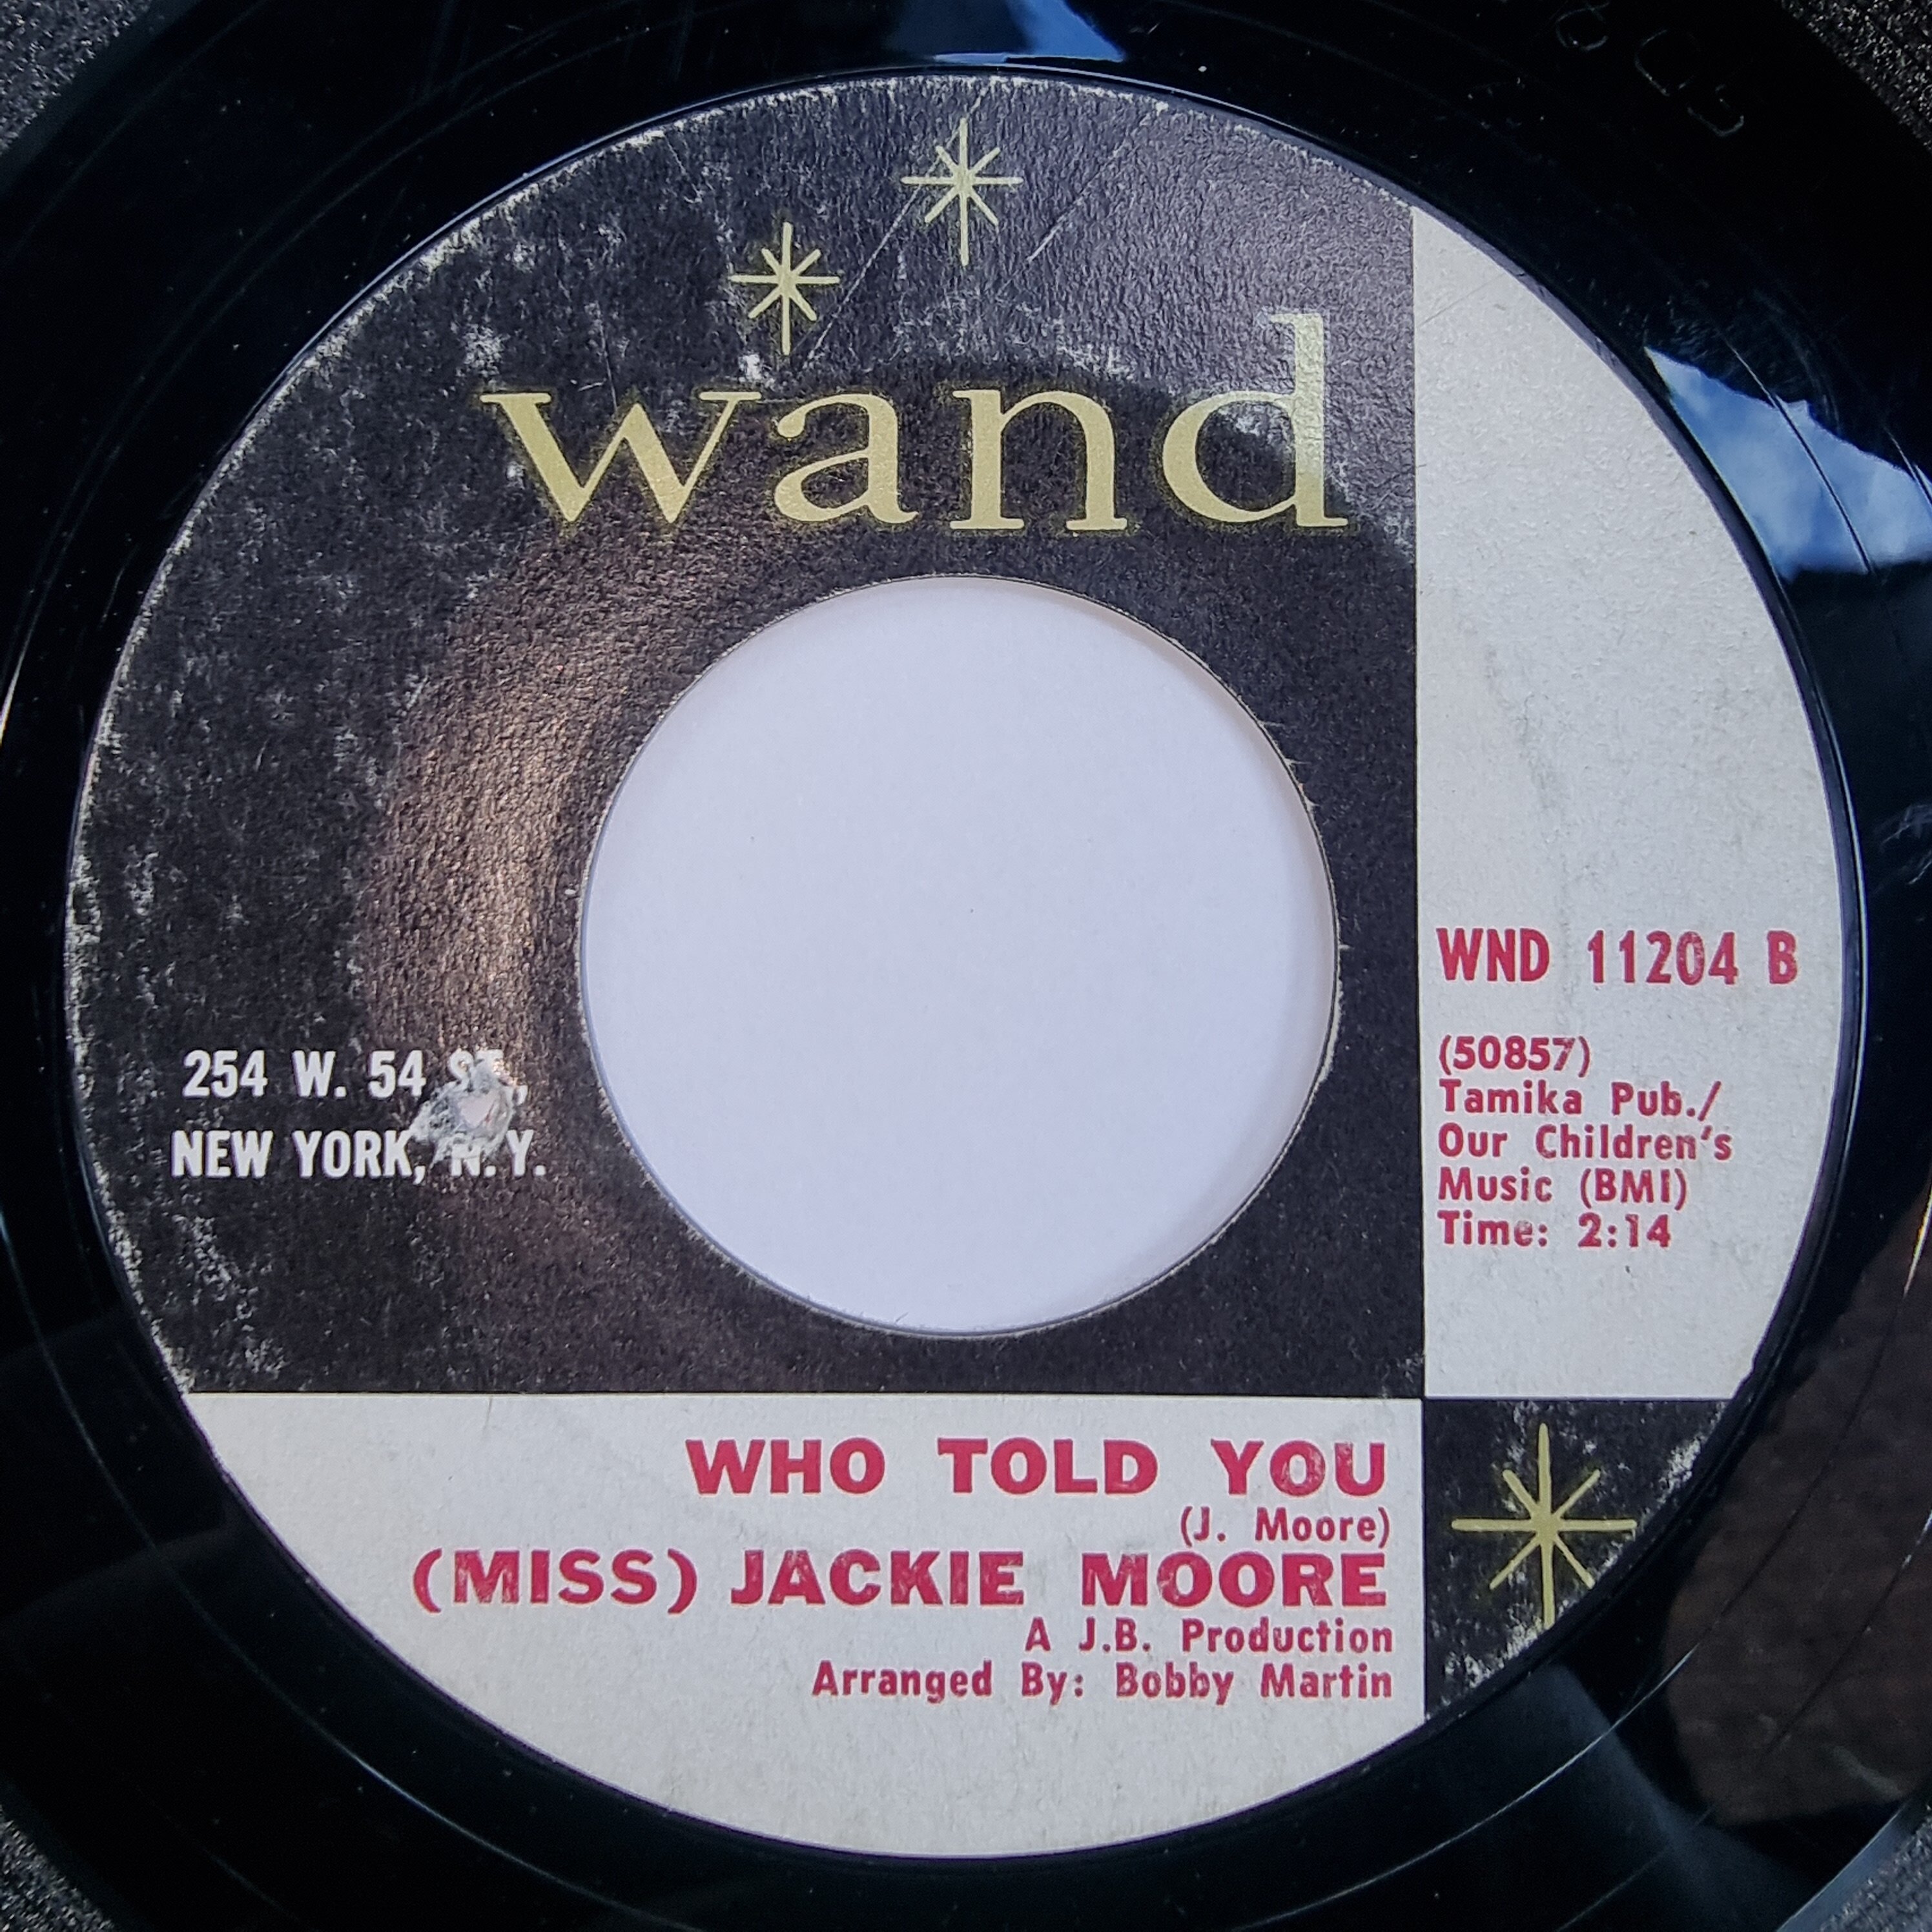 wand
254 W. 54 ST.,
NEW YORK, N.Y.
WND 11204 B
(50857)
Tamika Pub./
Our Children's
Music (BMI)
Time: 2:14
WHO TOLD YOU
(J. Moore)
(MISS) JACKIE MOORE
A J.B. Production
Arranged By: Bobby Martin